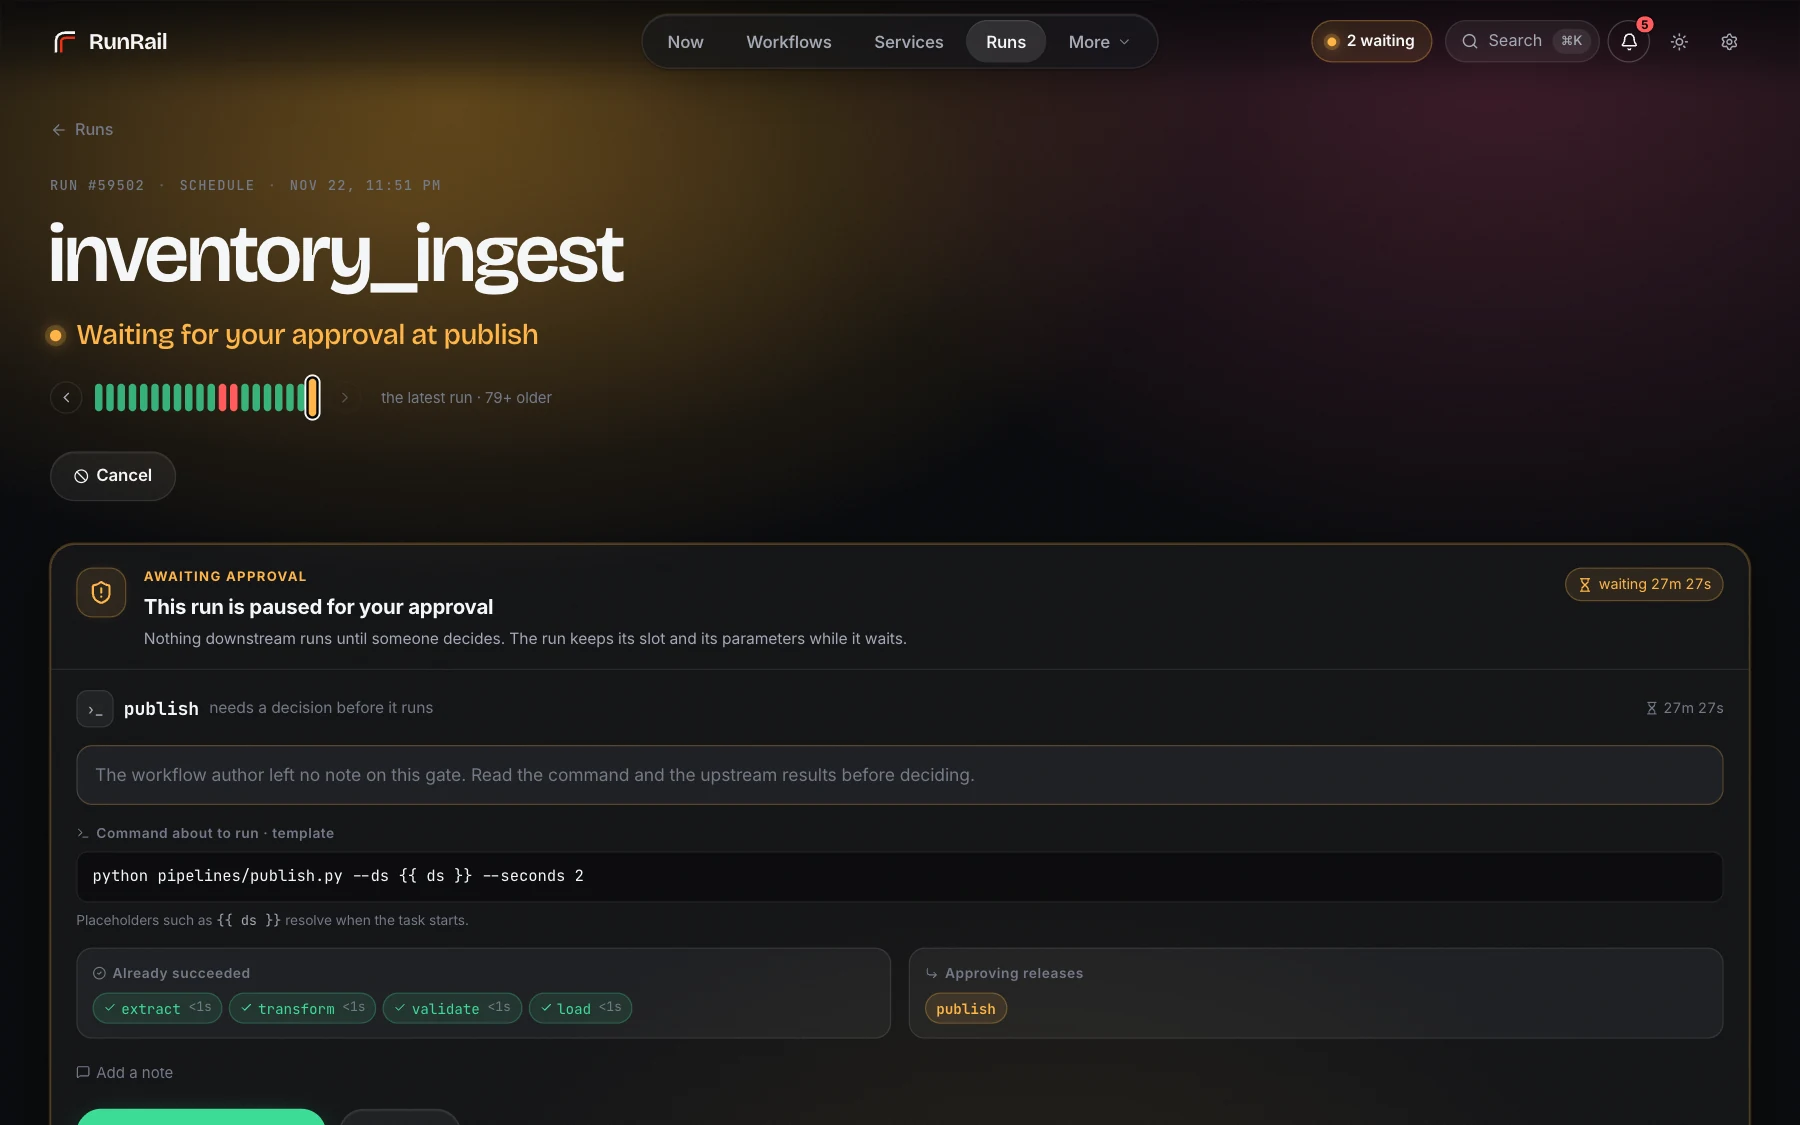 RunRail
Now Workflows Services Runs More
2 waiting
Search ⌘K
5
Runs
RUN #59502 · SCHEDULE · NOV 22, 11:51 PM
inventory_ingest
Waiting for your approval at publish
the latest run · 79+ older
Cancel
AWAITING APPROVAL
This run is paused for your approval
Nothing downstream runs until someone decides. The run keeps its slot and its parameters while it waits.
waiting 27m 27s
publish needs a decision before it runs
27m 27s
The workflow author left no note on this gate. Read the command and the upstream results before deciding.
Command about to run · template
python pipelines/publish.py --ds {{ ds }} --seconds 2
Placeholders such as {{ ds }} resolve when the task starts.
Already succeeded
extract <1s transform <1s validate <1s load <1s
Approving releases
publish
Add a note